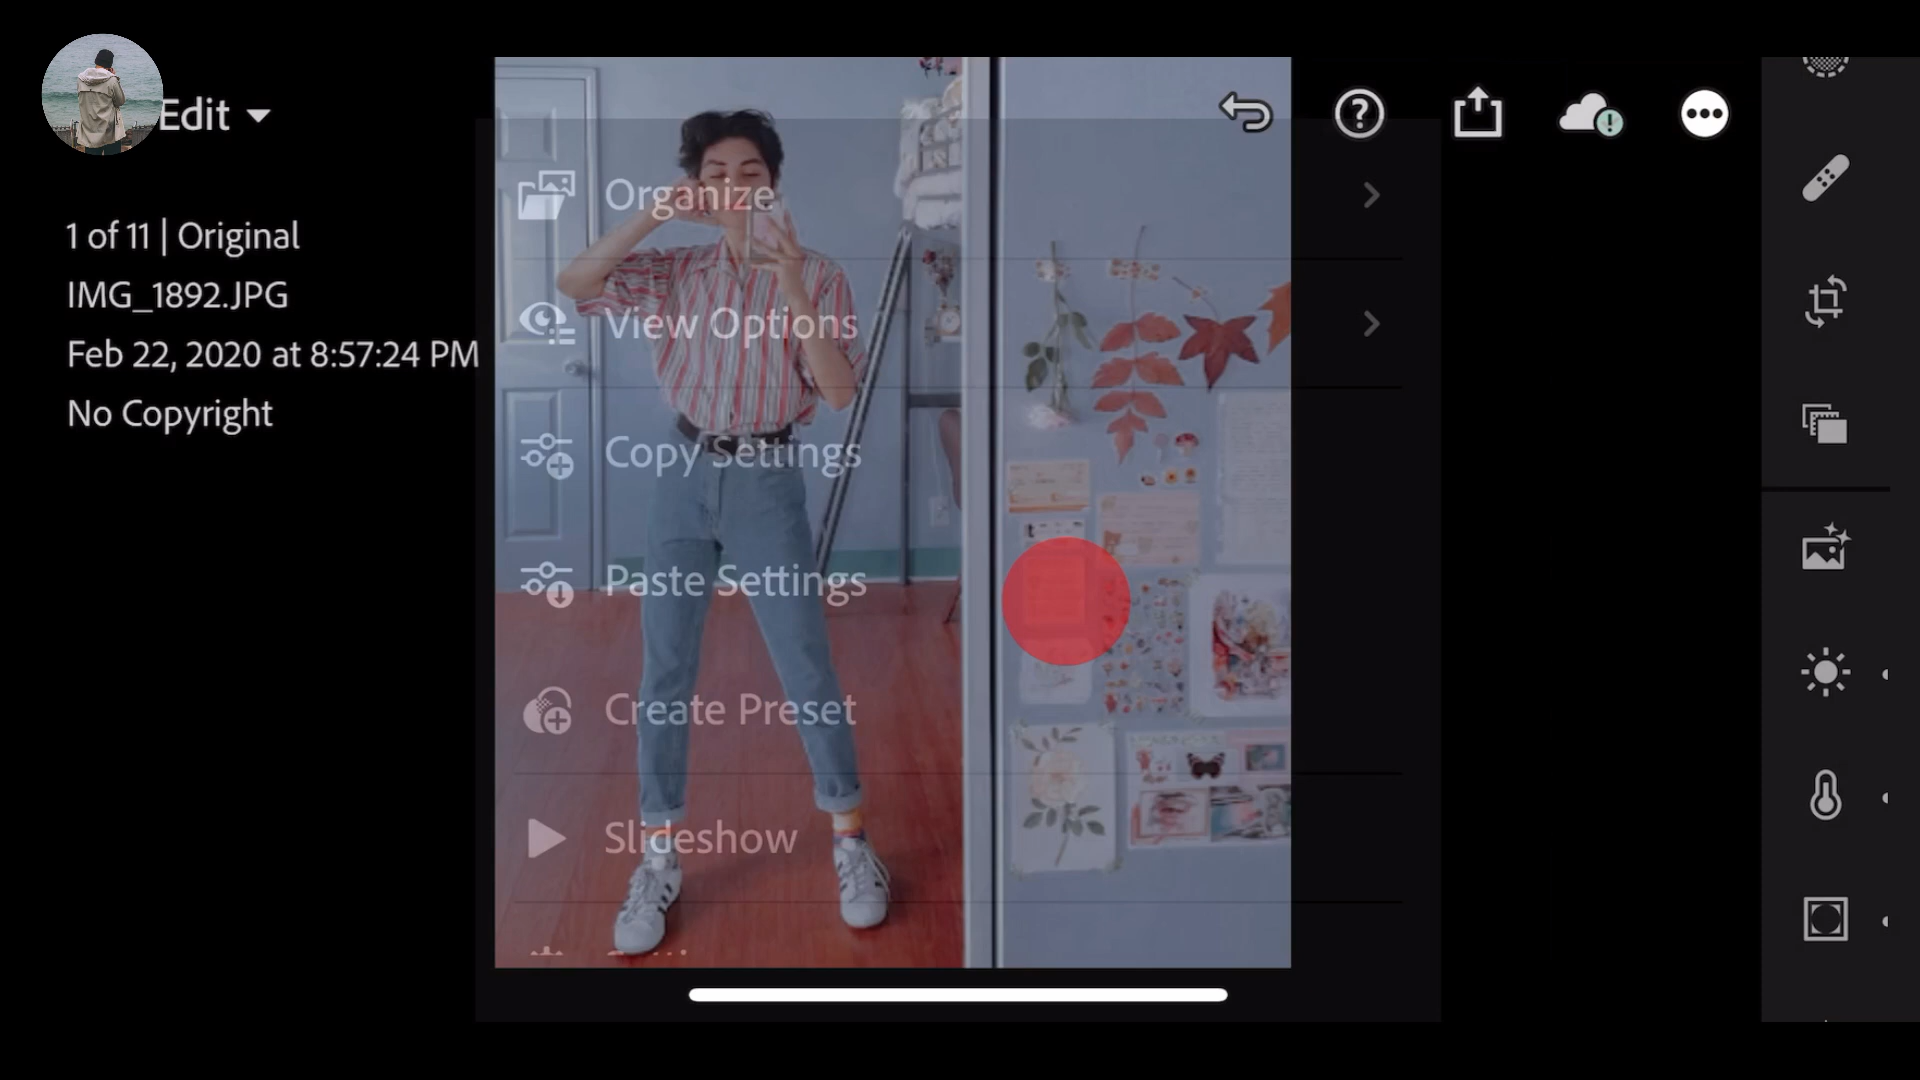 Edit
1 of 11 | Original
IMG_1892.JPG
Feb 22, 2020 at 8:57:24 PM
No Copyright
Organize
View Options
Copy Settings
Paste Settings
Create Preset
Slideshow